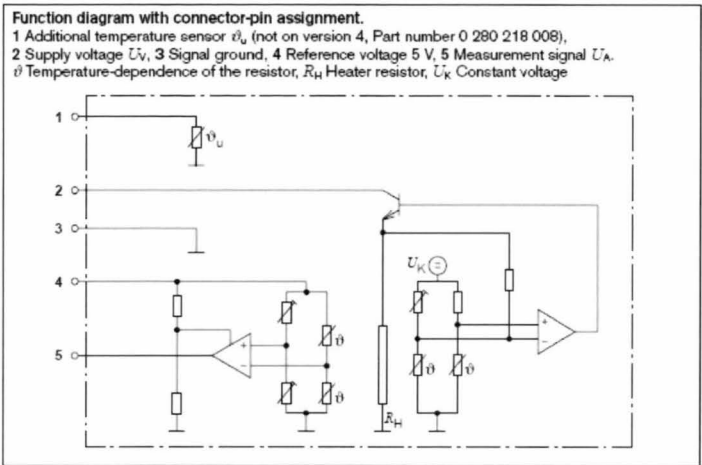 Function diagram with connector-pin assignment.
1 Additional temperature sensor ϑu (not on version 4, Part number 0 280 218 008),
2 Supply voltage UV, 3 Signal ground, 4 Reference voltage 5 V, 5 Measurement signal UA.
ϑ Temperature-dependence of the resistor, RH Heater resistor, UK Constant voltage
1
ϑu
2
3
UK
4
ϑ
+
+
5
−
−
ϑ
ϑ
ϑ
RH